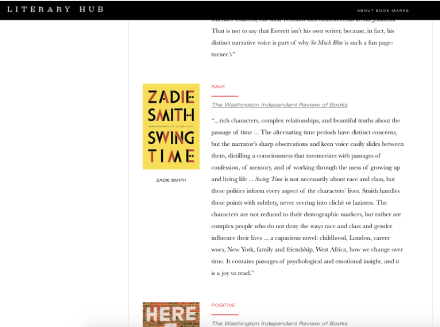 LITERARY HUB
ABOUT BOOK MARKS
That is not to say that Everett isn't his own writer, because, in fact, his
distinct narrative voice is part of why So Much Blue is such a fun page-
turner.\"
RAVE
The Washington Independent Review of Books
ZADIE
SMITH
SWING
TIME
ZADIE SMITH
"...rich characters, complex relationships, and beautiful truths about the
passage of time ... The alternating time periods have distinct concerns,
but the narrator's sharp observations and keen voice easily slides between
them, distilling a consciousness that mesmerizes with passages of
confession, of memory, and of working through the mess of growing up
and living life ... Swing Time is not necessarily about race and class, but
these politics inform every aspect of the characters' lives. Smith handles
these points with subtlety, never veering into cliché or laziness. The
characters are not reduced to their demographic markers, but rather are
complex people who do not deny the ways race and class and gender
influence their lives ... a capacious novel: childhood, London, career
woes, New York, family and friendship, West Africa, how we change over
time. It contains passages of psychological and emotional insight, and it
is a joy to read."
POSITIVE
The Washington Independent Review of Books
HERE